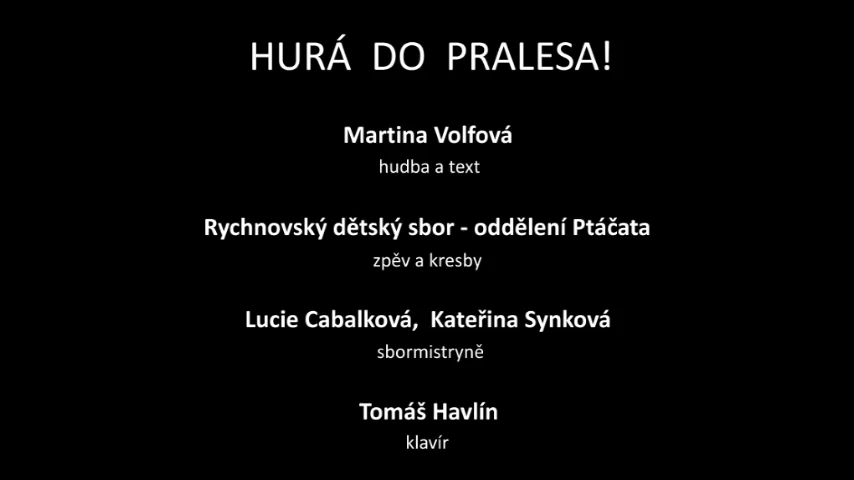 HURÁ DO PRALESA!
Martina Volfová
hudba a text
Rychnovský dětský sbor - oddělení Ptáčata
zpěv a kresby
Lucie Cabalková, Kateřina Synková
sbormistryně
Tomáš Havlín
klavír